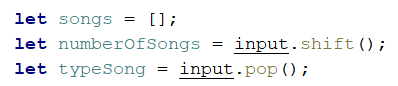 let songs = [];
let numberOfSongs = input.shift();
let typeSong = input.pop();